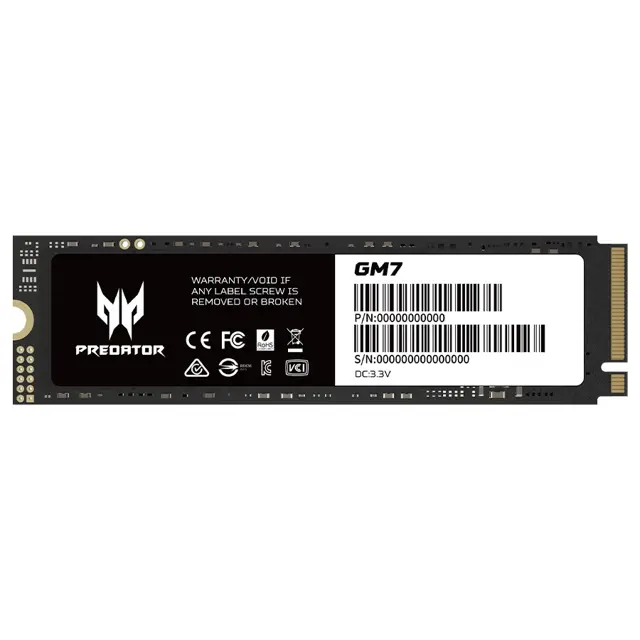 PREDATOR
WARRANTY/VOID IF
ANY LABEL SCREW IS
REMOVED OR BROKEN
CE FC
RoHS
VCI
GM7
P/N:00000000000
S/N:000000000000000
DC:3.3V